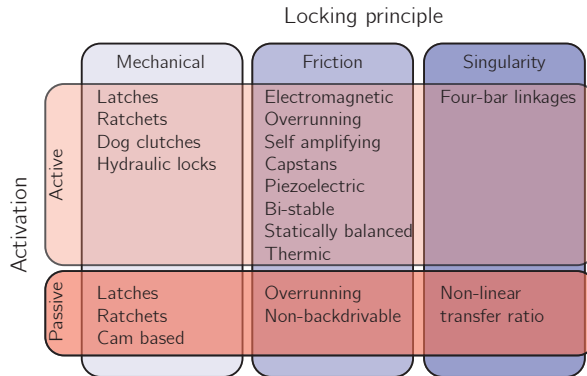 Locking principle
Mechanical
Friction
Singularity
Activation
Active
Latches
Ratchets
Dog clutches
Hydraulic locks
Electromagnetic
Overrunning
Self amplifying
Capstans
Piezoelectric
Bi-stable
Statically balanced
Thermic
Four-bar linkages
Passive
Latches
Ratchets
Cam based
Overrunning
Non-backdrivable
Non-linear
transfer ratio